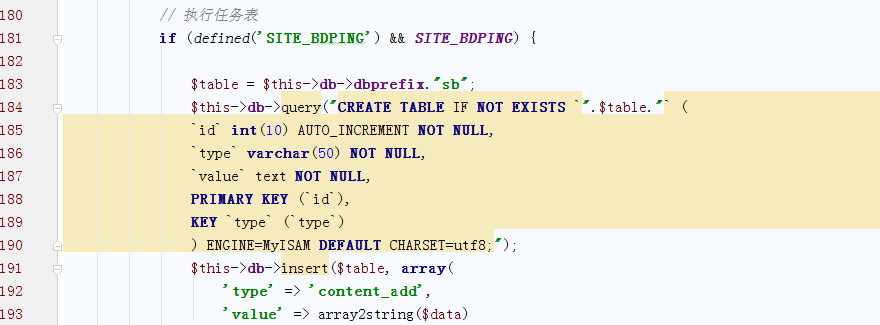 180 // 执行任务表
181 if (defined('SITE_BDPING') && SITE_BDPING) {
182
183 $table = $this->db->dbprefix."sb";
184 $this->db->query("CREATE TABLE IF NOT EXISTS `".$table."` (
185 `id` int(10) AUTO_INCREMENT NOT NULL,
186 `type` varchar(50) NOT NULL,
187 `value` text NOT NULL,
188 PRIMARY KEY (`id`),
189 KEY `type` (`type`)
190 ) ENGINE=MyISAM DEFAULT CHARSET=utf8;");
191 $this->db->insert($table, array(
192 'type' => 'content_add',
193 'value' => array2string($data)